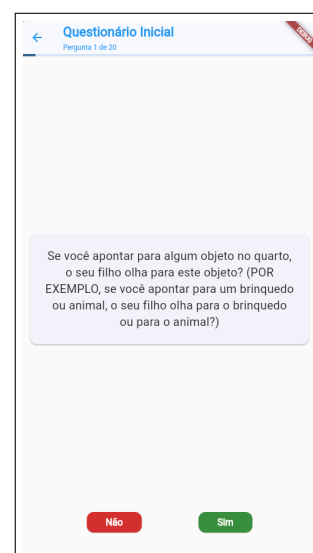 Questionário Inicial
Pergunta 1 de 20
DEBUG
Se você apontar para algum objeto no quarto,
o seu filho olha para este objeto? (POR
EXEMPLO, se você apontar para um brinquedo
ou animal, o seu filho olha para o brinquedo
ou para o animal?)
Não
Sim